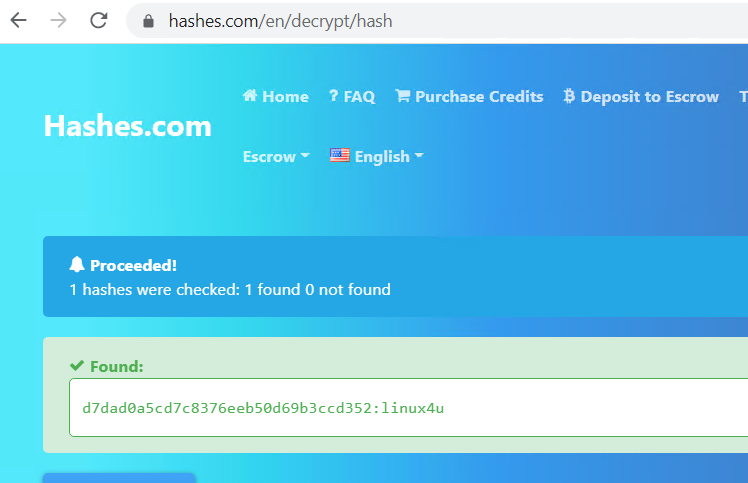 hashes.com/en/decrypt/hash
Home ? FAQ Purchase Credits Deposit to Escrow T
Hashes.com
Escrow English
Proceeded!
1 hashes were checked: 1 found 0 not found
Found:
d7dad0a5cd7c8376eeb50d69b3ccd352:linux4u